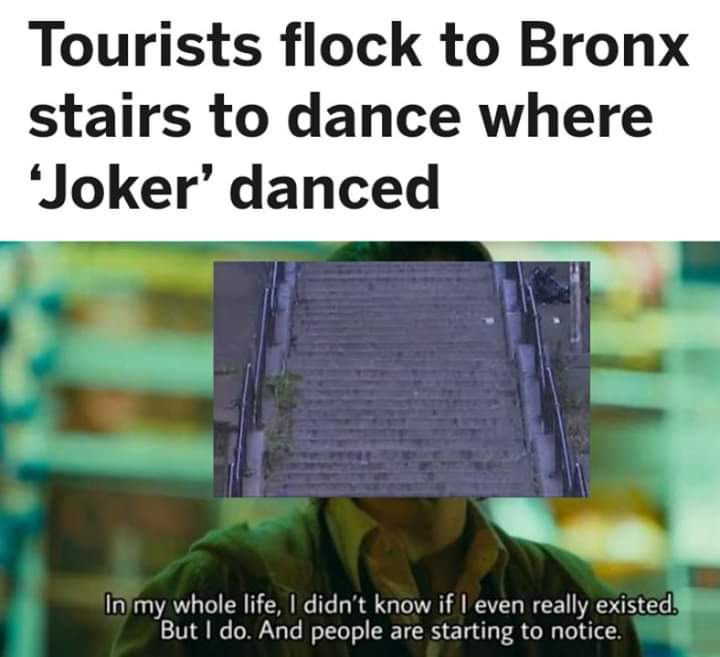 Tourists flock to Bronx
stairs to dance where
‘Joker’ danced
In my whole life, I didn't know if I even really existed.
But I do. And people are starting to notice.